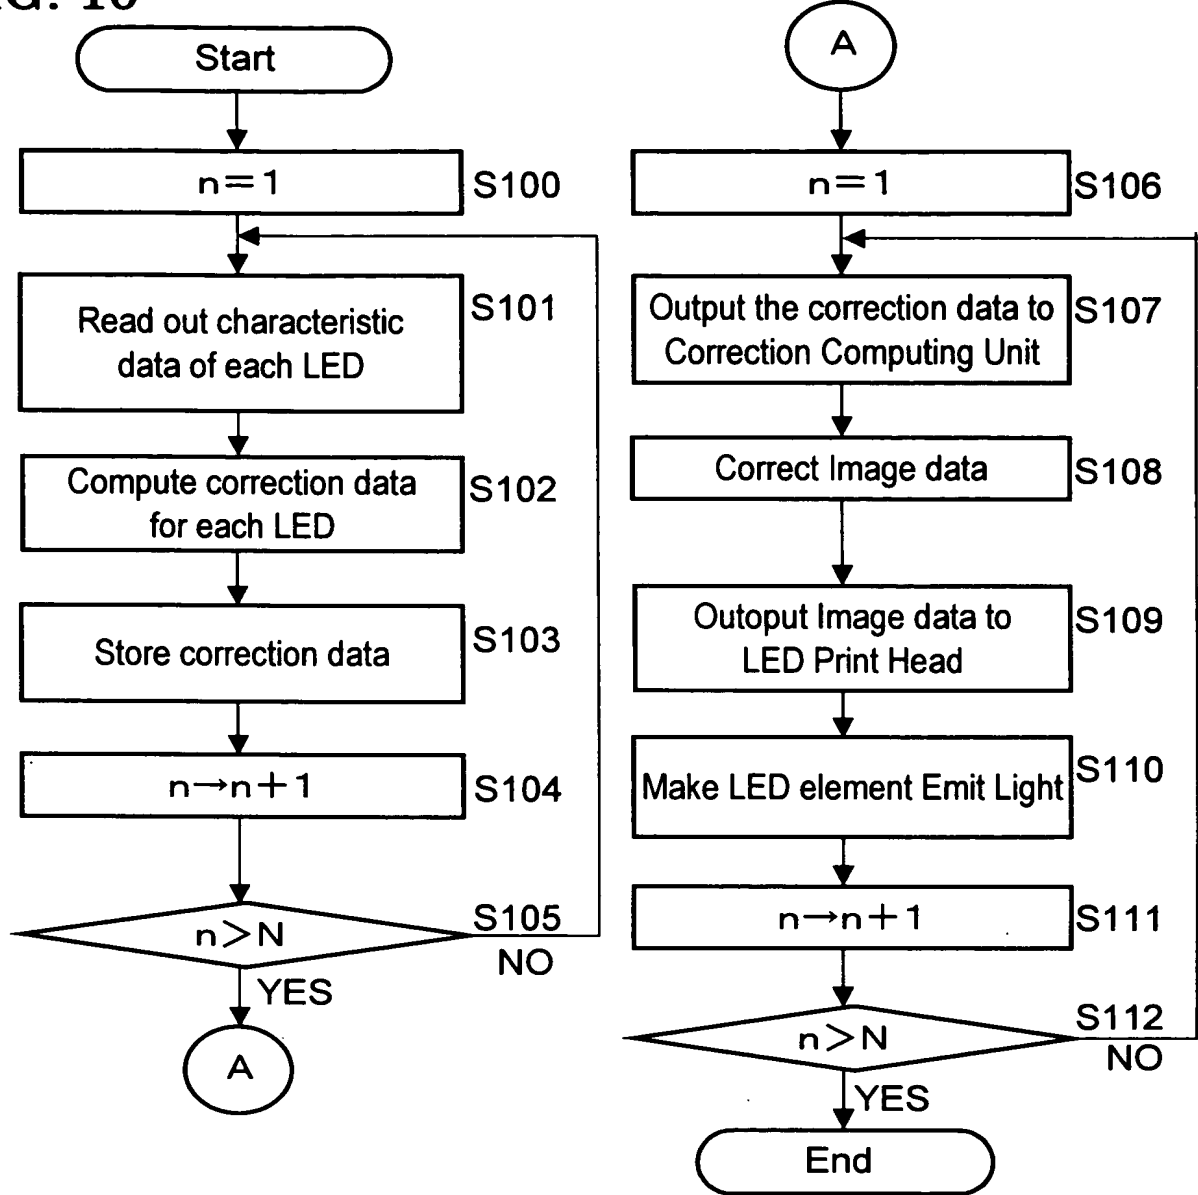 Start
n=1
S100
Read out characteristic
data of each LED
S101
Compute correction data
for each LED
S102
Store correction data
S103
n→n+1
S104
n>N
S105
NO
YES
A
A
n=1
S106
Output the correction data to
Correction Computing Unit
S107
Correct Image data
S108
Outoput Image data to
LED Print Head
S109
Make LED element Emit Light
S110
n→n+1
S111
n>N
S112
NO
YES
End